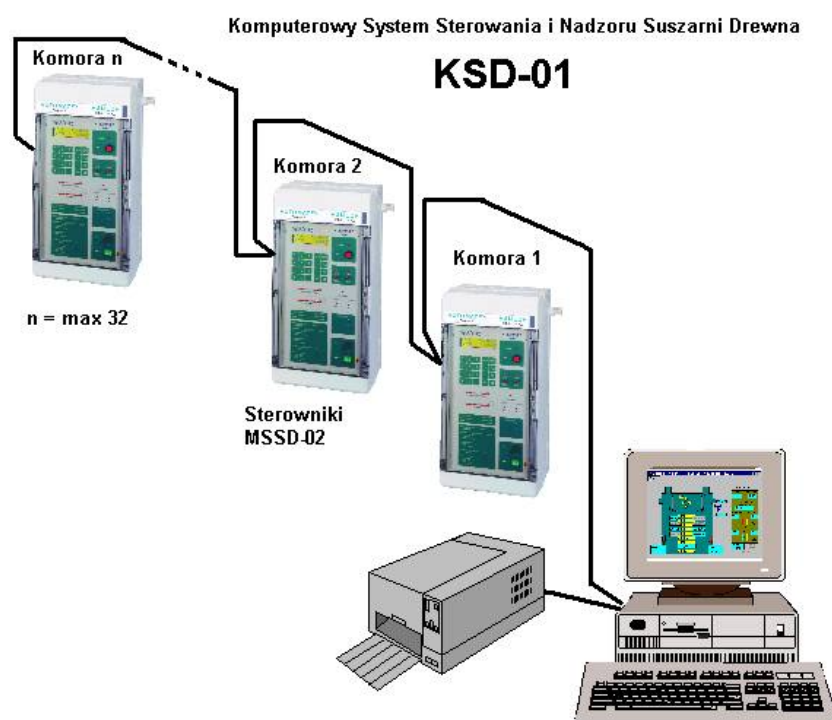 Komputerowy System Sterowania i Nadzoru Suszarni Drewna
KSD-01
Komora n
Komora 2
Komora 1
n = max 32
Sterowniki
MSSD-02